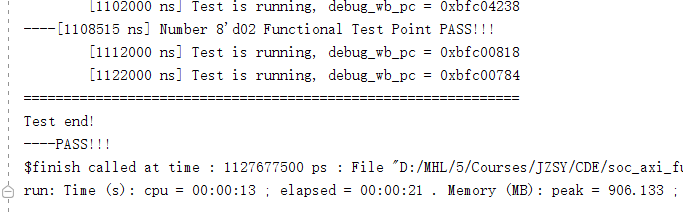 [1102000 ns] Test is running, debug_wb_pc = 0xbfc04238
----[1108515 ns] Number 8'd02 Functional Test Point PASS!!!
[1112000 ns] Test is running, debug_wb_pc = 0xbfc00818
[1122000 ns] Test is running, debug_wb_pc = 0xbfc00784
==============================================================
Test end!
----PASS!!!
$finish called at time : 1127677500 ps : File "D:/MHL/5/Courses/JZSY/CDE/soc_axi_fu
run: Time (s): cpu = 00:00:13 ; elapsed = 00:00:21 . Memory (MB): peak = 906.133 ;